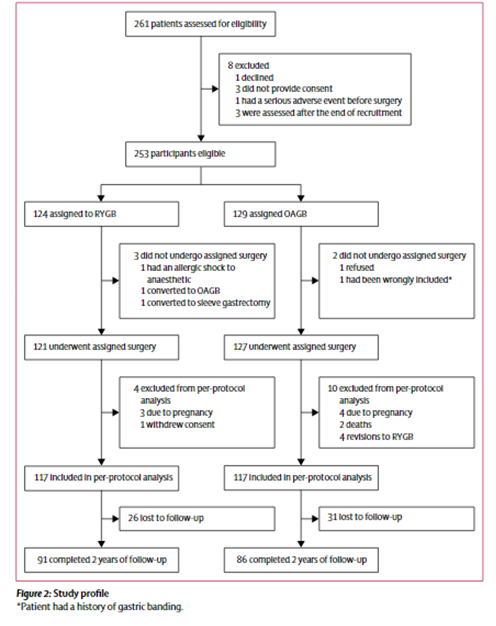 261 patients assessed for eligibility
8 excluded
1 declined
3 did not provide consent
1 had a serious adverse event before surgery
3 were assessed after the end of recruitment
253 participants eligible
124 assigned to RYGB
129 assigned OAGB
3 did not undergo assigned surgery
1 had an allergic shock to
anaesthetic
1 converted to OAGB
1 converted to sleeve gastrectomy
2 did not undergo assigned surgery
1 refused
1 had been wrongly included*
121 underwent assigned surgery
127 underwent assigned surgery
4 excluded from per-protocol
analysis
3 due to pregnancy
1 withdrew consent
10 excluded from per-protocol
analysis
4 due to pregnancy
2 deaths
4 revisions to RYGB
117 included in per-protocol analysis
117 included in per-protocol analysis
26 lost to follow-up
31 lost to follow-up
91 completed 2 years of follow-up
86 completed 2 years of follow-up
Figure 2: Study profile
*Patient had a history of gastric banding.